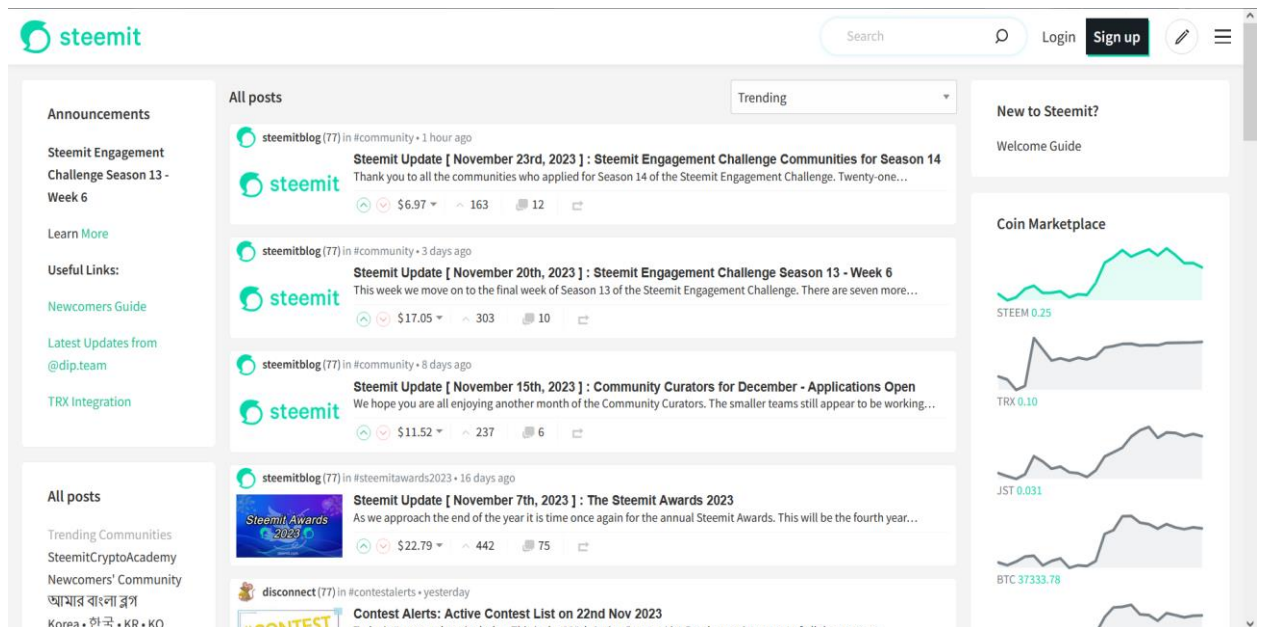 steemit
Search
Login
Sign up
Announcements
Steemit Engagement
Challenge Season 13 -
Week 6
Learn More
Useful Links:
Newcomers Guide
Latest Updates from
@dip.team
TRX Integration
All posts
Trending Communities
SteemitCryptoAcademy
Newcomers' Community
আমার বাংলা ব্লগ
Korea • 한국 • KR • KO
All posts
Trending
steemitblog (77) in #community • 1 hour ago
steemit
Steemit Update [ November 23rd, 2023 ] : Steemit Engagement Challenge Communities for Season 14
Thank you to all the communities who applied for Season 14 of the Steemit Engagement Challenge. Twenty-one…
$6.97 163 12
steemitblog (77) in #community • 3 days ago
steemit
Steemit Update [ November 20th, 2023 ] : Steemit Engagement Challenge Season 13 - Week 6
This week we move on to the final week of Season 13 of the Steemit Engagement Challenge. There are seven more…
$17.05 303 10
steemitblog (77) in #community • 8 days ago
steemit
Steemit Update [ November 15th, 2023 ] : Community Curators for December - Applications Open
We hope you are all enjoying another month of the Community Curators. The smaller teams still appear to be working…
$11.52 237 6
steemitblog (77) in #steemitawards2023 • 16 days ago
Steemit Awards
2023
Steemit Update [ November 7th, 2023 ] : The Steemit Awards 2023
As we approach the end of the year it is time once again for the annual Steemit Awards. This will be the fourth year…
$22.79 442 75
disconnect (77) in #contestalerts • yesterday
CONTEST
Contest Alerts: Active Contest List on 22nd Nov 2023
New to Steemit?
Welcome Guide
Coin Marketplace
STEEM 0.25
TRX 0.10
JST 0.031
BTC 37333.78